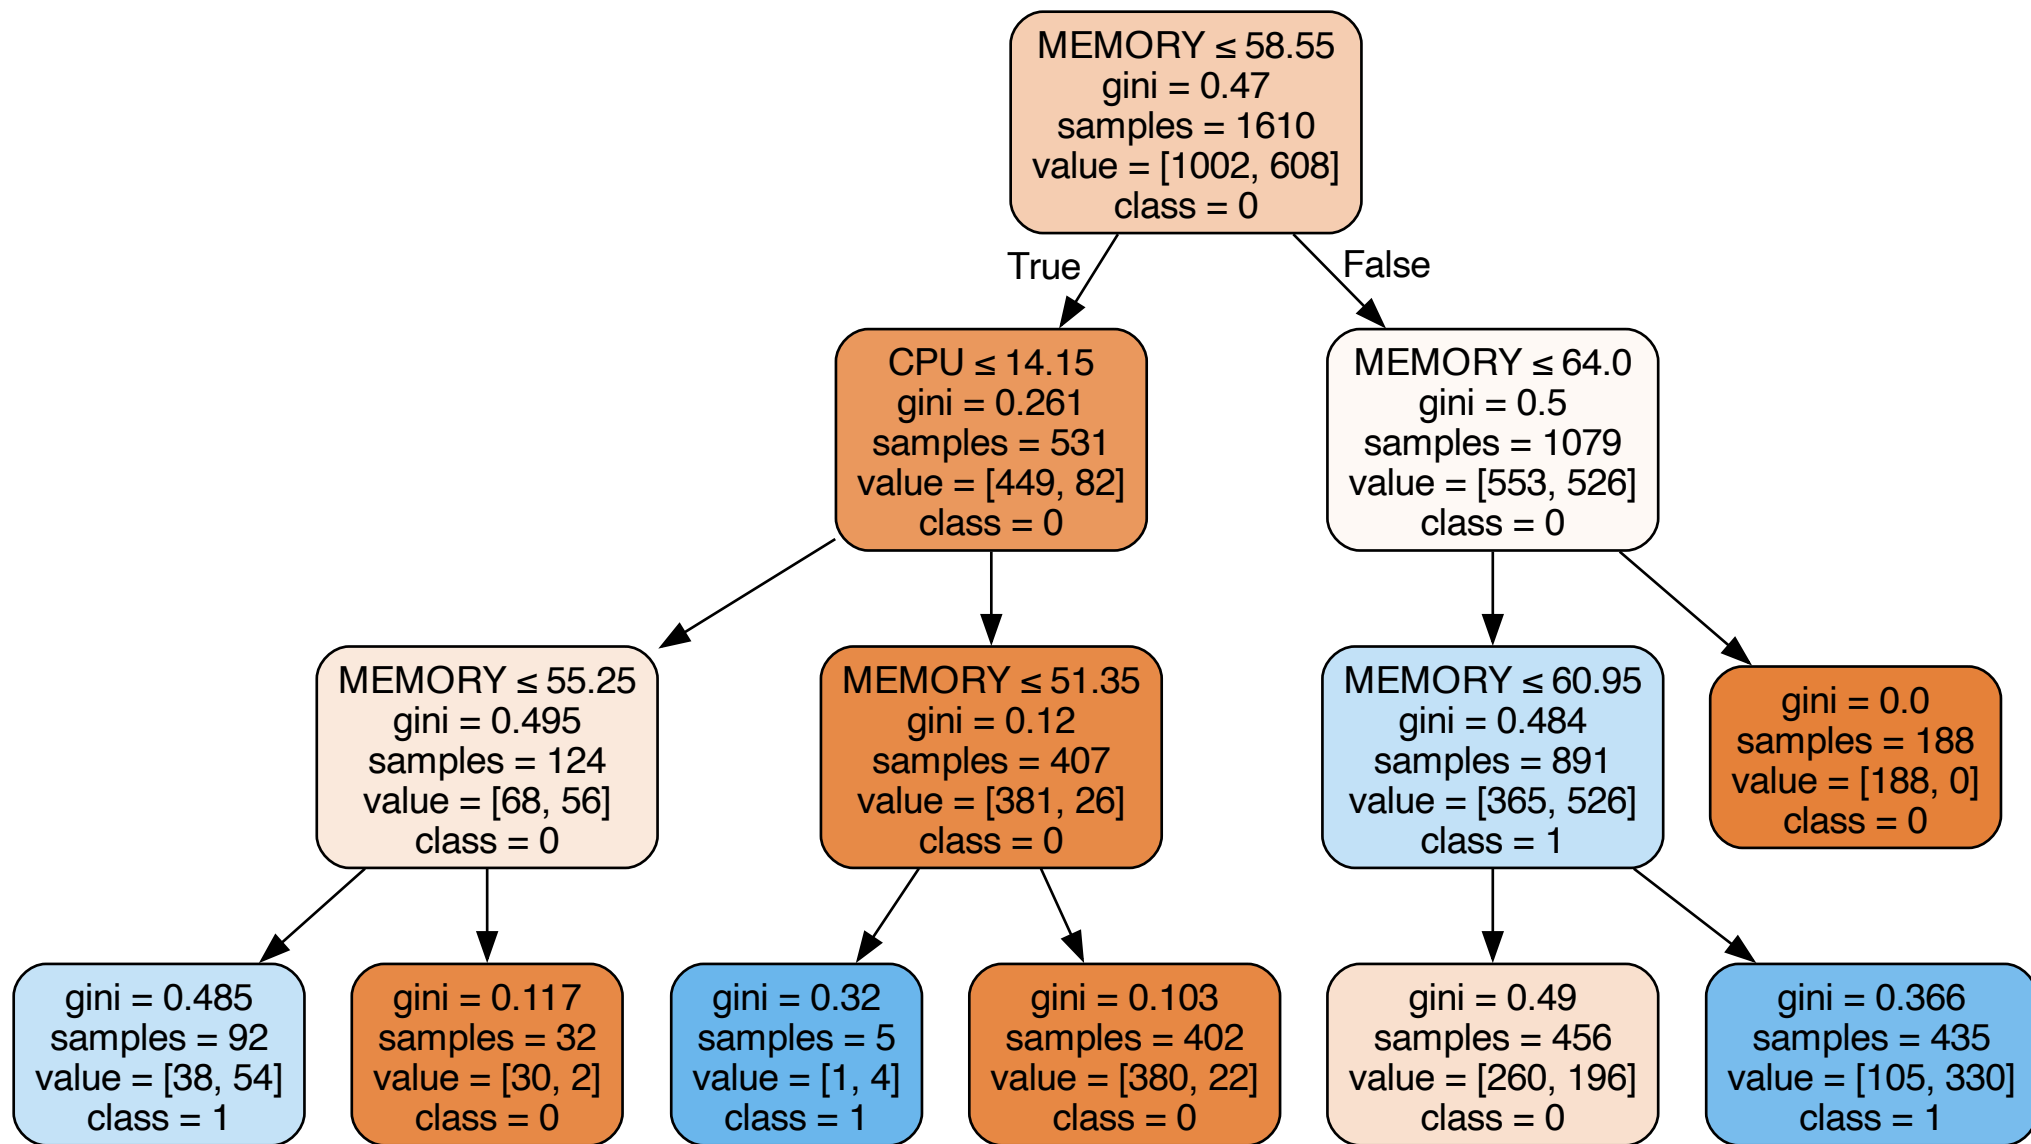 MEMORY ≤ 58.55
gini = 0.47
samples = 1610
value = [1002, 608]
class = 0
True
False
CPU ≤ 14.15
gini = 0.261
samples = 531
value = [449, 82]
class = 0
MEMORY ≤ 64.0
gini = 0.5
samples = 1079
value = [553, 526]
class = 0
MEMORY ≤ 55.25
gini = 0.495
samples = 124
value = [68, 56]
class = 0
MEMORY ≤ 51.35
gini = 0.12
samples = 407
value = [381, 26]
class = 0
MEMORY ≤ 60.95
gini = 0.484
samples = 891
value = [365, 526]
class = 1
gini = 0.0
samples = 188
value = [188, 0]
class = 0
gini = 0.485
samples = 92
value = [38, 54]
class = 1
gini = 0.117
samples = 32
value = [30, 2]
class = 0
gini = 0.32
samples = 5
value = [1, 4]
class = 1
gini = 0.103
samples = 402
value = [380, 22]
class = 0
gini = 0.49
samples = 456
value = [260, 196]
class = 0
gini = 0.366
samples = 435
value = [105, 330]
class = 1